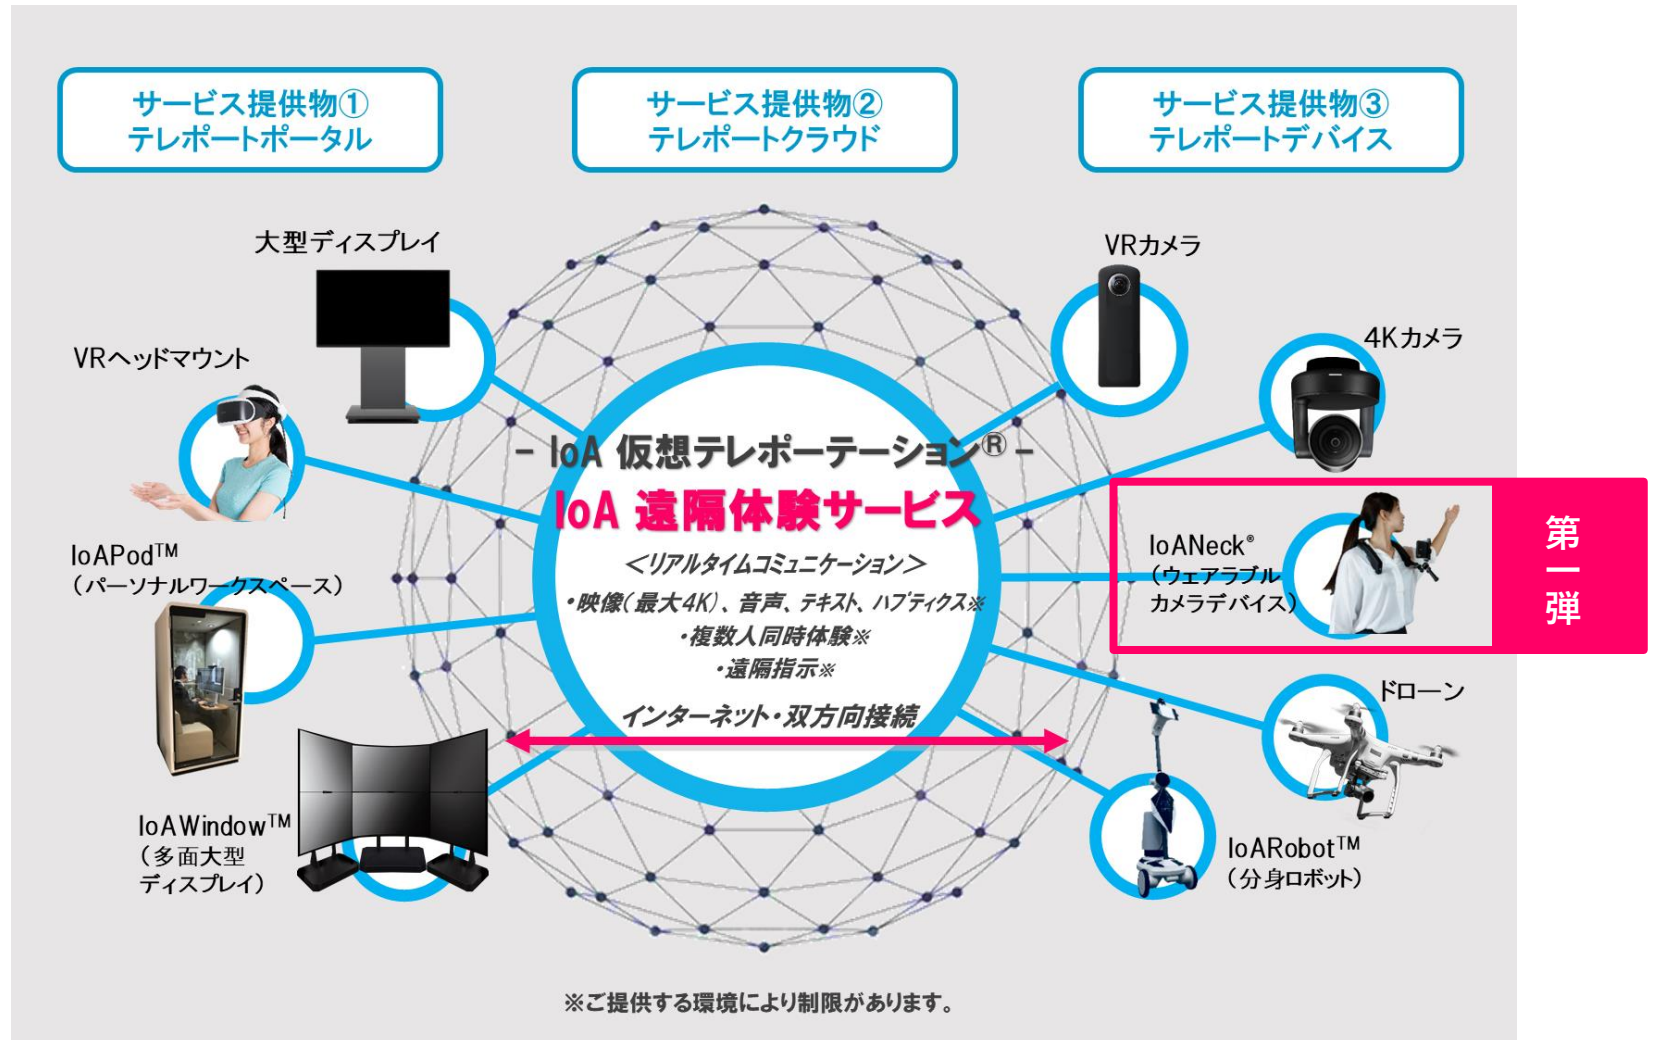 サービス提供物①
テレポートポータル
サービス提供物②
テレポートクラウド
サービス提供物③
テレポートデバイス
大型ディスプレイ
VRヘッドマウント
IoAPod™
（パーソナルワークスペース）
IoAWindow™
（多面大型
ディスプレイ）
- IoA 仮想テレポーテーション® -
IoA 遠隔体験サービス
＜リアルタイムコミュニケーション＞
・映像（最大4K）、音声、テキスト、ハプティクス※
・複数人同時体験※
・遠隔指示※
インターネット・双方向接続
VRカメラ
4Kカメラ
IoANeck®
（ウェアラブル
カメラデバイス）
第一弾
ドローン
IoARobot™
（分身ロボット）
※ご提供する環境により制限があります。